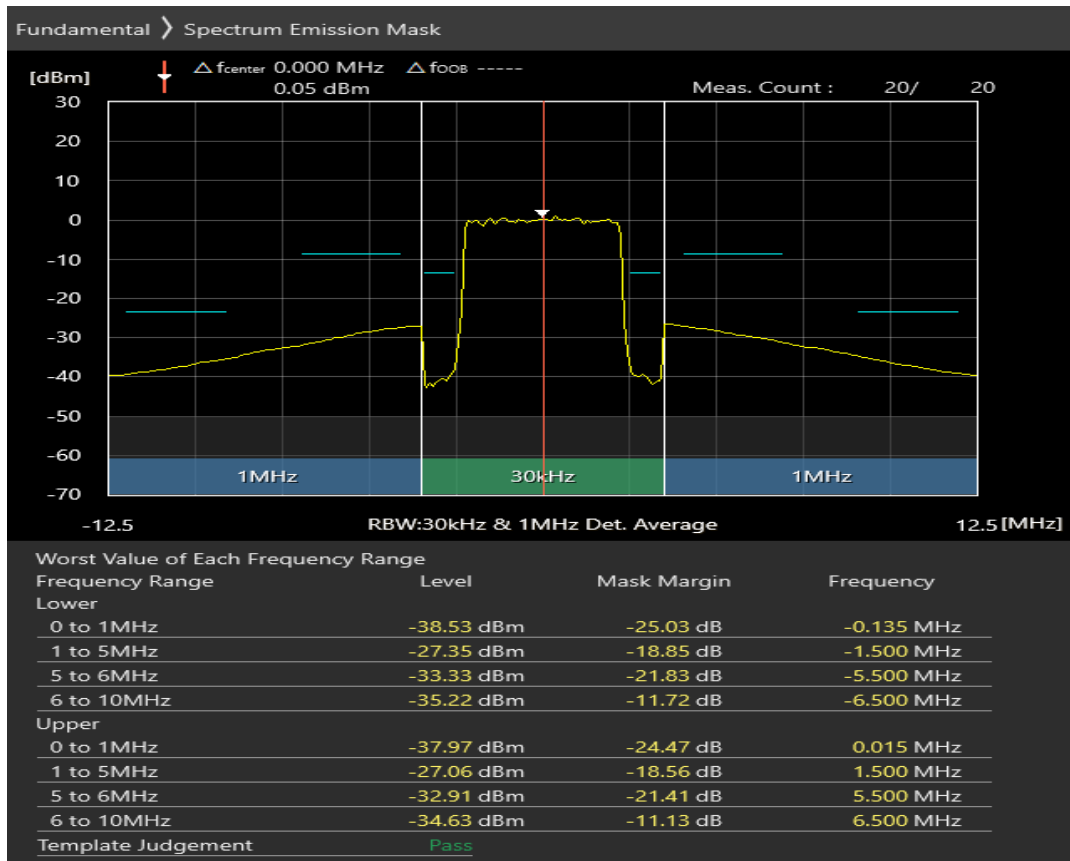 Fundamental ❯ Spectrum Emission Mask
[dBm] △ fcenter 0.000 MHz △ fOOB -----
0.05 dBm Meas. Count : 20/ 20
30
20
10
0
-10
-20
-30
-40
-50
-60
-70
1MHz 30kHz 1MHz
-12.5 RBW:30kHz & 1MHz Det. Average 12.5 [MHz]
Worst Value of Each Frequency Range
Frequency Range Level Mask Margin Frequency
Lower
0 to 1MHz -38.53 dBm -25.03 dB -0.135 MHz
1 to 5MHz -27.35 dBm -18.85 dB -1.500 MHz
5 to 6MHz -33.33 dBm -21.83 dB -5.500 MHz
6 to 10MHz -35.22 dBm -11.72 dB -6.500 MHz
Upper
0 to 1MHz -37.97 dBm -24.47 dB 0.015 MHz
1 to 5MHz -27.06 dBm -18.56 dB 1.500 MHz
5 to 6MHz -32.91 dBm -21.41 dB 5.500 MHz
6 to 10MHz -34.63 dBm -11.13 dB 6.500 MHz
Template Judgement Pass